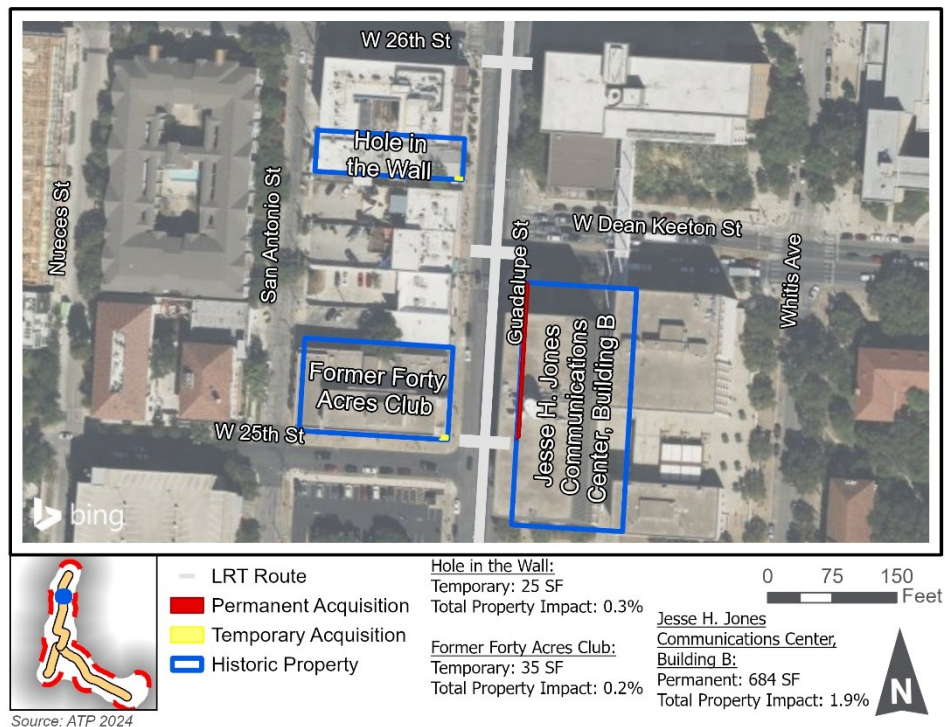 W 26th St
Hole in
the Wall
Nueces St
San Antonio St
Guadalupe St
W Dean Keeton St
Whitis Ave
Former Forty
Acres Club
Jesse H. Jones
Communications
Center, Building B
W 25th St
bing
LRT Route
Permanent Acquisition
Temporary Acquisition
Historic Property
Hole in the Wall:
Temporary: 25 SF
Total Property Impact: 0.3%
Former Forty Acres Club:
Temporary: 35 SF
Total Property Impact: 0.2%
0 75 150
Feet
Jesse H. Jones
Communications Center,
Building B:
Permanent: 684 SF
Total Property Impact: 1.9%
N
Source: ATP 2024